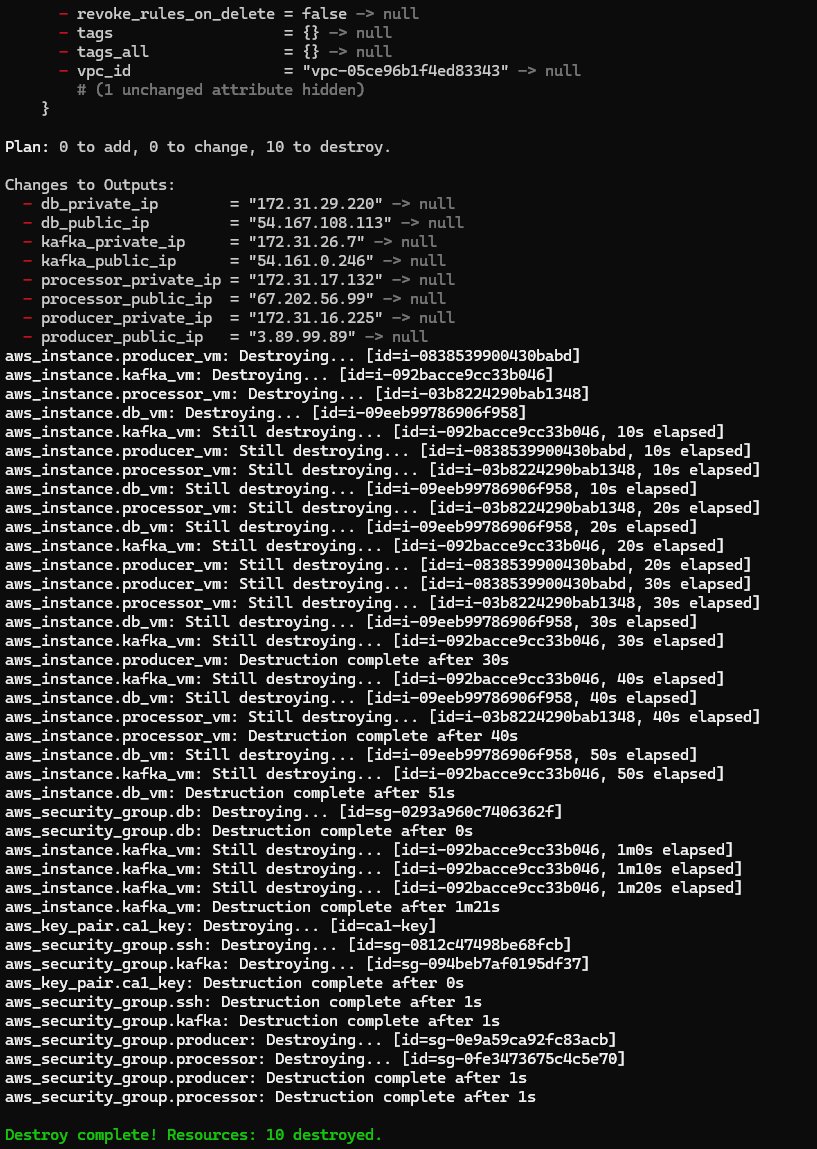 - revoke_rules_on_delete = false -> null
- tags                   = {} -> null
- tags_all               = {} -> null
- vpc_id                 = "vpc-05ce96b1f4ed83343" -> null
# (1 unchanged attribute hidden)
}
Plan: 0 to add, 0 to change, 10 to destroy.
Changes to Outputs:
- db_private_ip        = "172.31.29.220" -> null
- db_public_ip         = "54.167.108.113" -> null
- kafka_private_ip     = "172.31.26.7" -> null
- kafka_public_ip      = "54.161.0.246" -> null
- processor_private_ip = "172.31.17.132" -> null
- processor_public_ip  = "67.202.56.99" -> null
- producer_private_ip  = "172.31.16.225" -> null
- producer_public_ip   = "3.89.99.89" -> null
aws_instance.producer_vm: Destroying... [id=i-0838539900430babd]
aws_instance.kafka_vm: Destroying... [id=i-092bacce9cc33b046]
aws_instance.processor_vm: Destroying... [id=i-03b8224290bab1348]
aws_instance.db_vm: Destroying... [id=i-09eeb99786906f958]
aws_instance.kafka_vm: Still destroying... [id=i-092bacce9cc33b046, 10s elapsed]
aws_instance.producer_vm: Still destroying... [id=i-0838539900430babd, 10s elapsed]
aws_instance.processor_vm: Still destroying... [id=i-03b8224290bab1348, 10s elapsed]
aws_instance.db_vm: Still destroying... [id=i-09eeb99786906f958, 10s elapsed]
aws_instance.processor_vm: Still destroying... [id=i-03b8224290bab1348, 20s elapsed]
aws_instance.db_vm: Still destroying... [id=i-09eeb99786906f958, 20s elapsed]
aws_instance.kafka_vm: Still destroying... [id=i-092bacce9cc33b046, 20s elapsed]
aws_instance.producer_vm: Still destroying... [id=i-0838539900430babd, 20s elapsed]
aws_instance.producer_vm: Still destroying... [id=i-0838539900430babd, 30s elapsed]
aws_instance.processor_vm: Still destroying... [id=i-03b8224290bab1348, 30s elapsed]
aws_instance.db_vm: Still destroying... [id=i-09eeb99786906f958, 30s elapsed]
aws_instance.kafka_vm: Still destroying... [id=i-092bacce9cc33b046, 30s elapsed]
aws_instance.producer_vm: Destruction complete after 30s
aws_instance.kafka_vm: Still destroying... [id=i-092bacce9cc33b046, 40s elapsed]
aws_instance.db_vm: Still destroying... [id=i-09eeb99786906f958, 40s elapsed]
aws_instance.processor_vm: Still destroying... [id=i-03b8224290bab1348, 40s elapsed]
aws_instance.processor_vm: Destruction complete after 40s
aws_instance.db_vm: Still destroying... [id=i-09eeb99786906f958, 50s elapsed]
aws_instance.kafka_vm: Still destroying... [id=i-092bacce9cc33b046, 50s elapsed]
aws_instance.db_vm: Destruction complete after 51s
aws_security_group.db: Destroying... [id=sg-0293a960c7406362f]
aws_security_group.db: Destruction complete after 0s
aws_instance.kafka_vm: Still destroying... [id=i-092bacce9cc33b046, 1m0s elapsed]
aws_instance.kafka_vm: Still destroying... [id=i-092bacce9cc33b046, 1m10s elapsed]
aws_instance.kafka_vm: Still destroying... [id=i-092bacce9cc33b046, 1m20s elapsed]
aws_instance.kafka_vm: Destruction complete after 1m21s
aws_key_pair.ca1_key: Destroying... [id=ca1-key]
aws_security_group.ssh: Destroying... [id=sg-0812c47498be68fcb]
aws_security_group.kafka: Destroying... [id=sg-094beb7af0195df37]
aws_key_pair.ca1_key: Destruction complete after 0s
aws_security_group.ssh: Destruction complete after 1s
aws_security_group.kafka: Destruction complete after 1s
aws_security_group.producer: Destroying... [id=sg-0e9a59ca92fc83acb]
aws_security_group.processor: Destroying... [id=sg-0fe3473675c4c5e70]
aws_security_group.producer: Destruction complete after 1s
aws_security_group.processor: Destruction complete after 1s
Destroy complete! Resources: 10 destroyed.